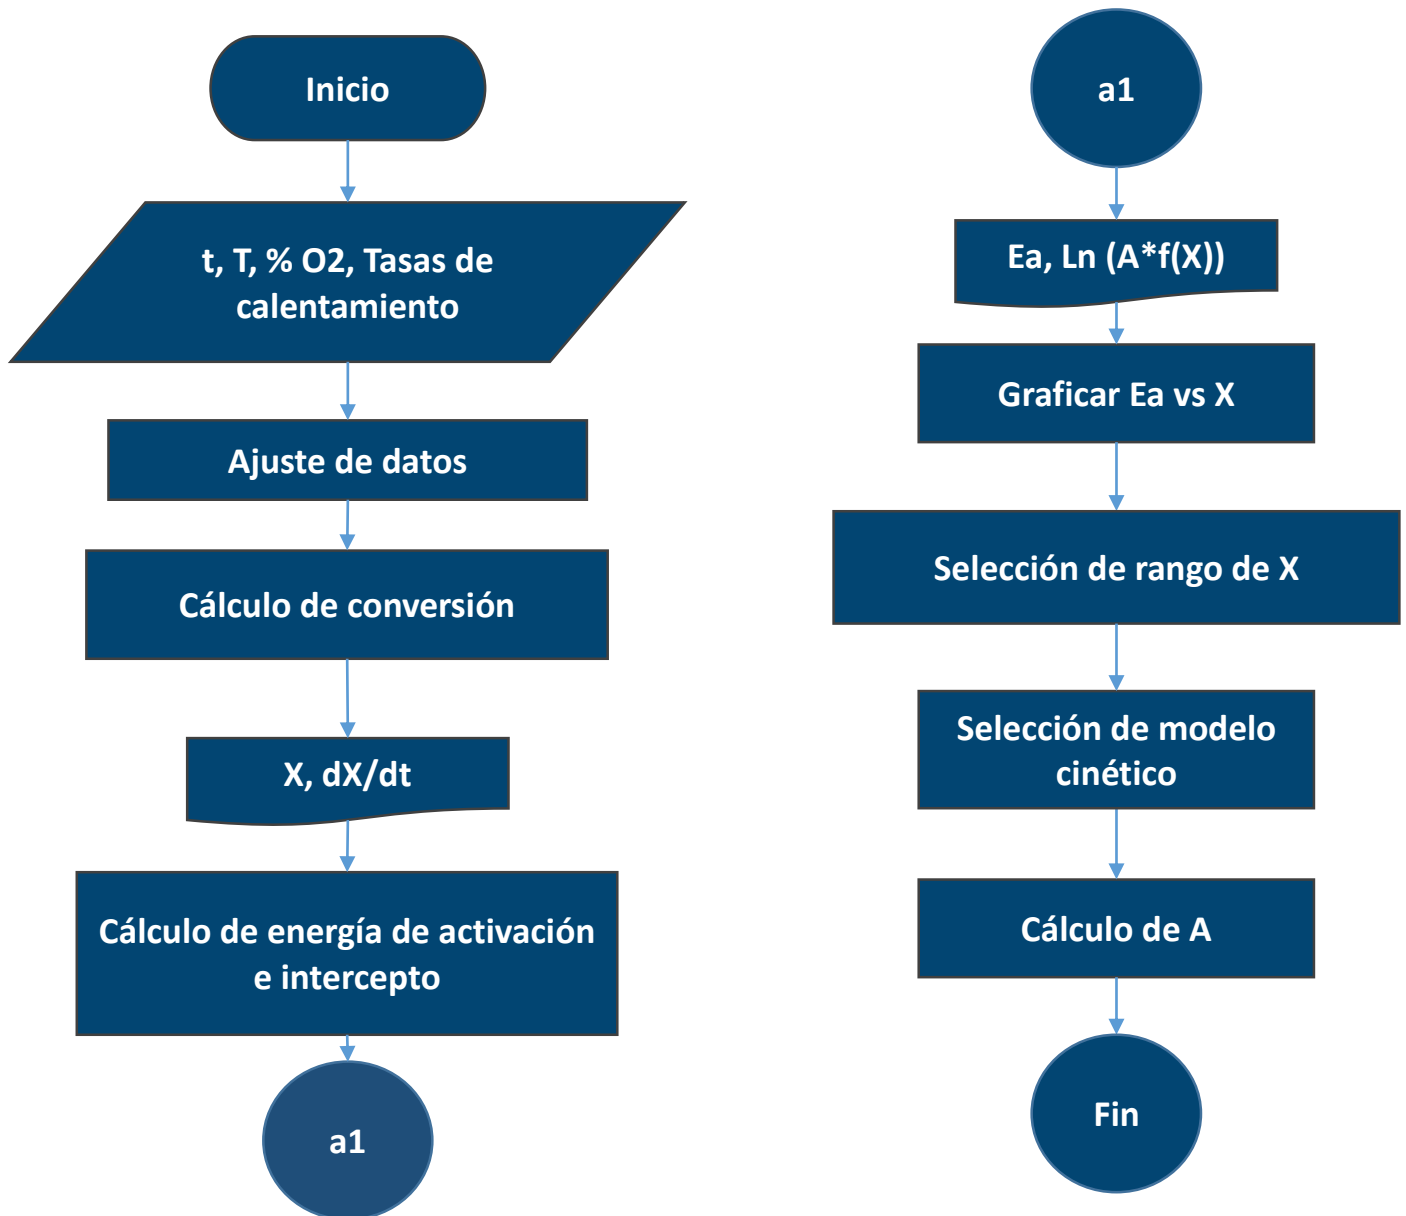 Inicio
t, T, % O2, Tasas de
calentamiento
Ajuste de datos
Cálculo de conversión
X, dX/dt
Cálculo de energía de activación
e intercepto
a1
a1
Ea, Ln (A*f(X))
Graficar Ea vs X
Selección de rango de X
Selección de modelo
cinético
Cálculo de A
Fin